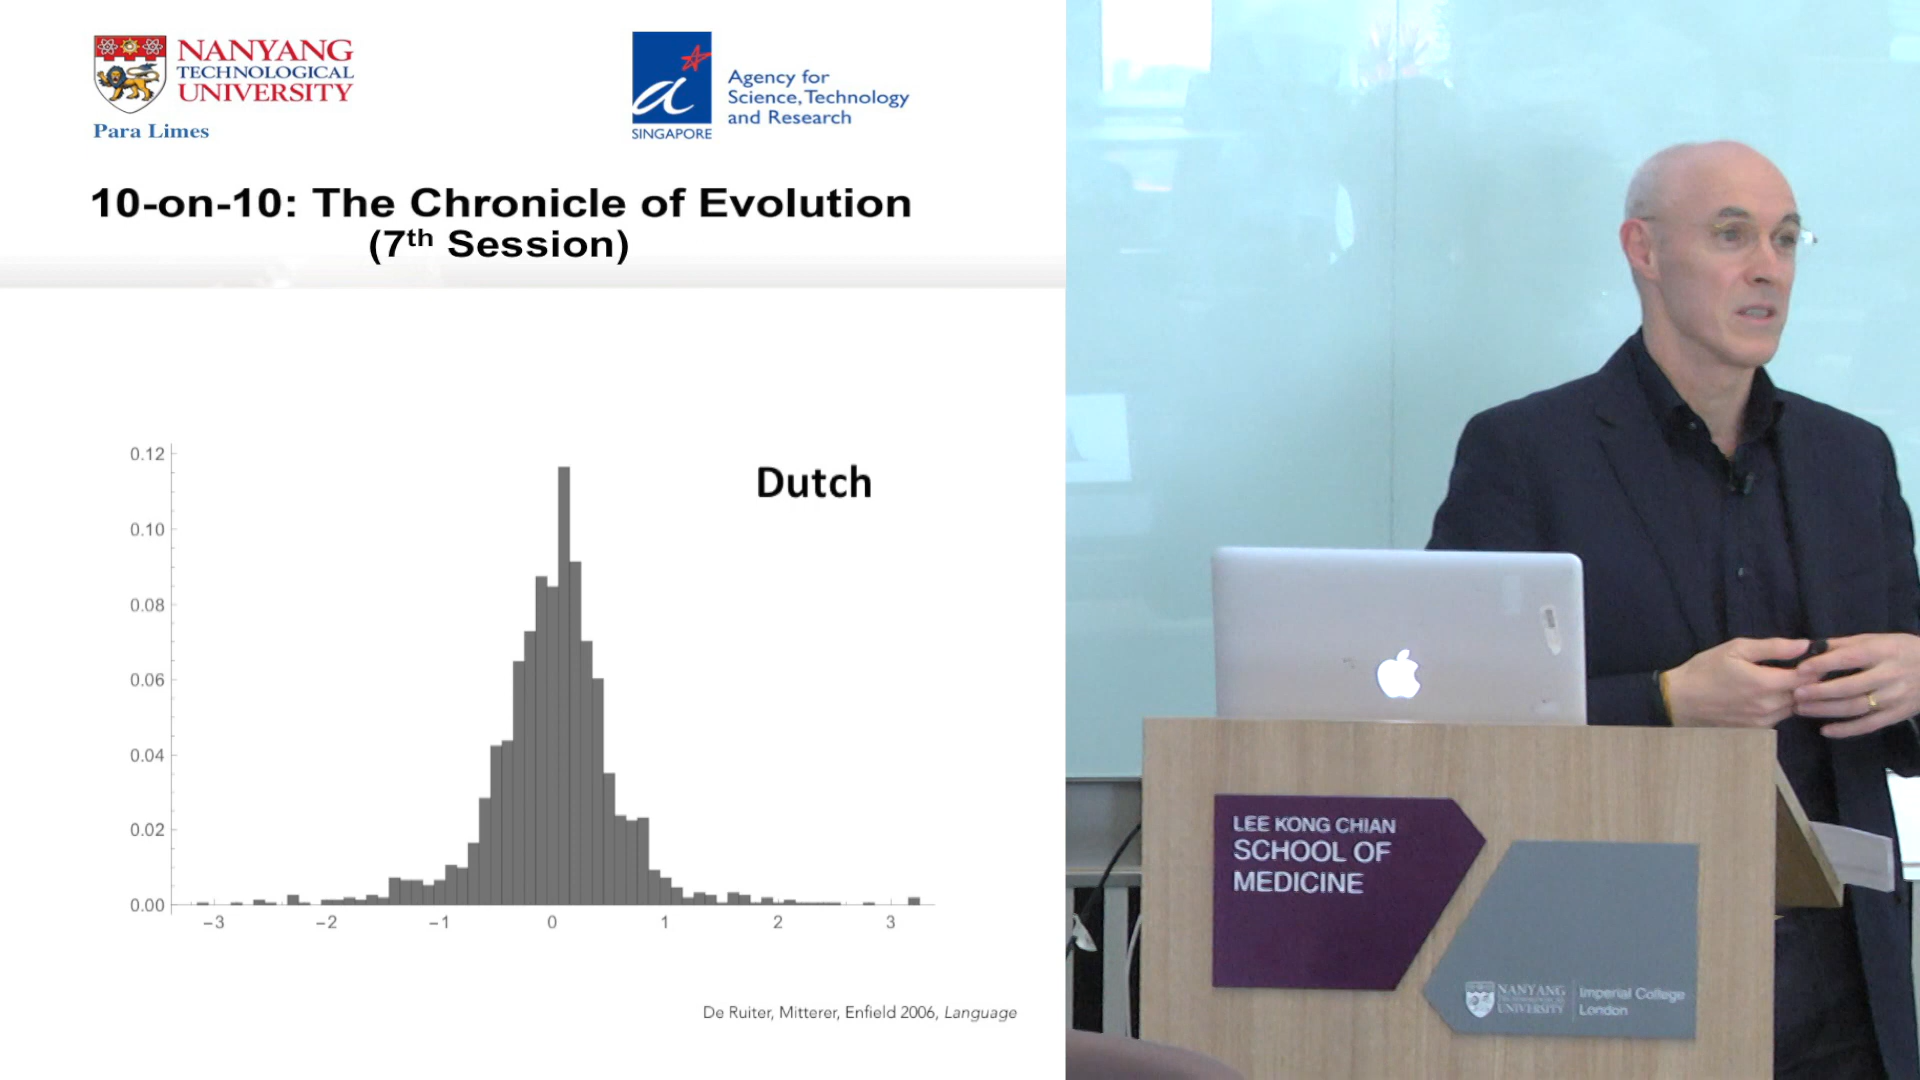 NANYANG
TECHNOLOGICAL
UNIVERSITY
Para Limes
Agency for
Science, Technology
and Research
SINGAPORE
10-on-10: The Chronicle of Evolution
(7th Session)
Dutch
0.12
0.10
0.08
0.06
0.04
0.02
0.00
−3
−2
−1
0
1
2
3
De Ruiter, Mitterer, Enfield 2006, Language
LEE KONG CHIAN
SCHOOL OF
MEDICINE
NANYANG
TECHNOLOGICAL
UNIVERSITY
Imperial College
London